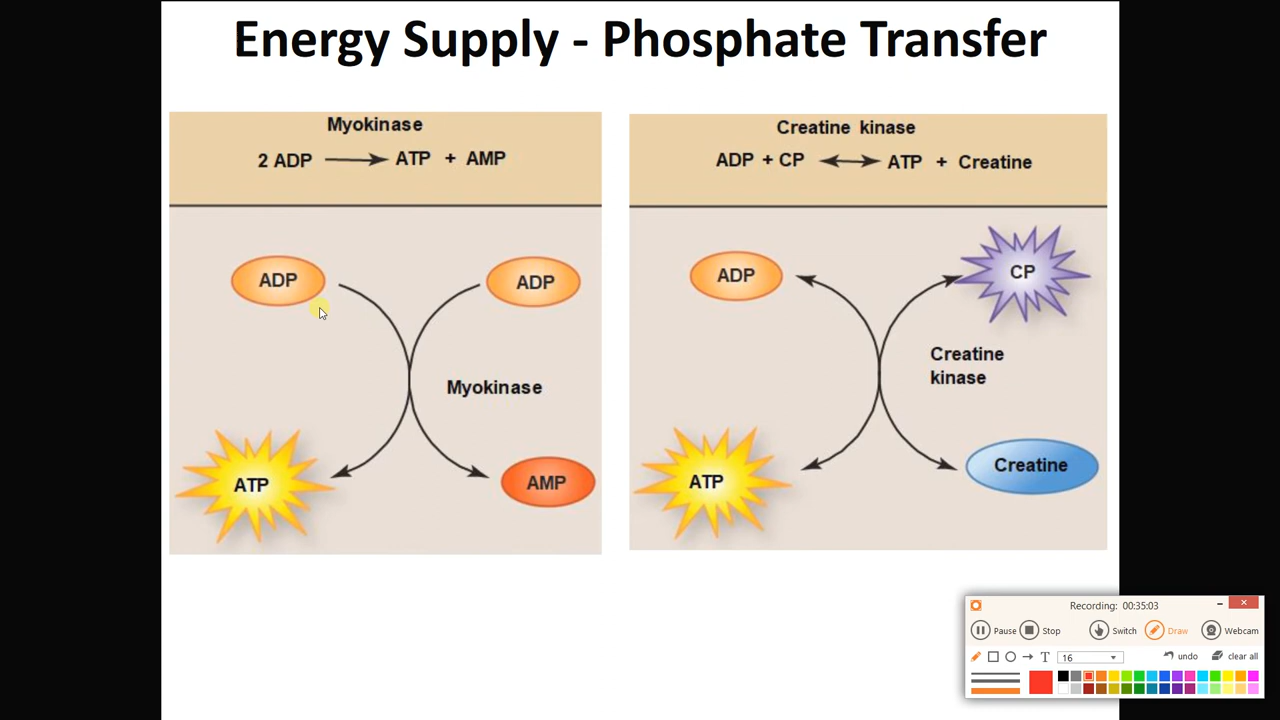 Energy Supply - Phosphate Transfer
Myokinase
2 ADP ⟶ ATP + AMP
ADP
ADP
Myokinase
ATP
AMP
Creatine kinase
ADP + CP ⟷ ATP + Creatine
ADP
CP
Creatine
kinase
ATP
Creatine
Recording: 00:35:03
Pause Stop Switch Draw Webcam
T 16 undo clear all